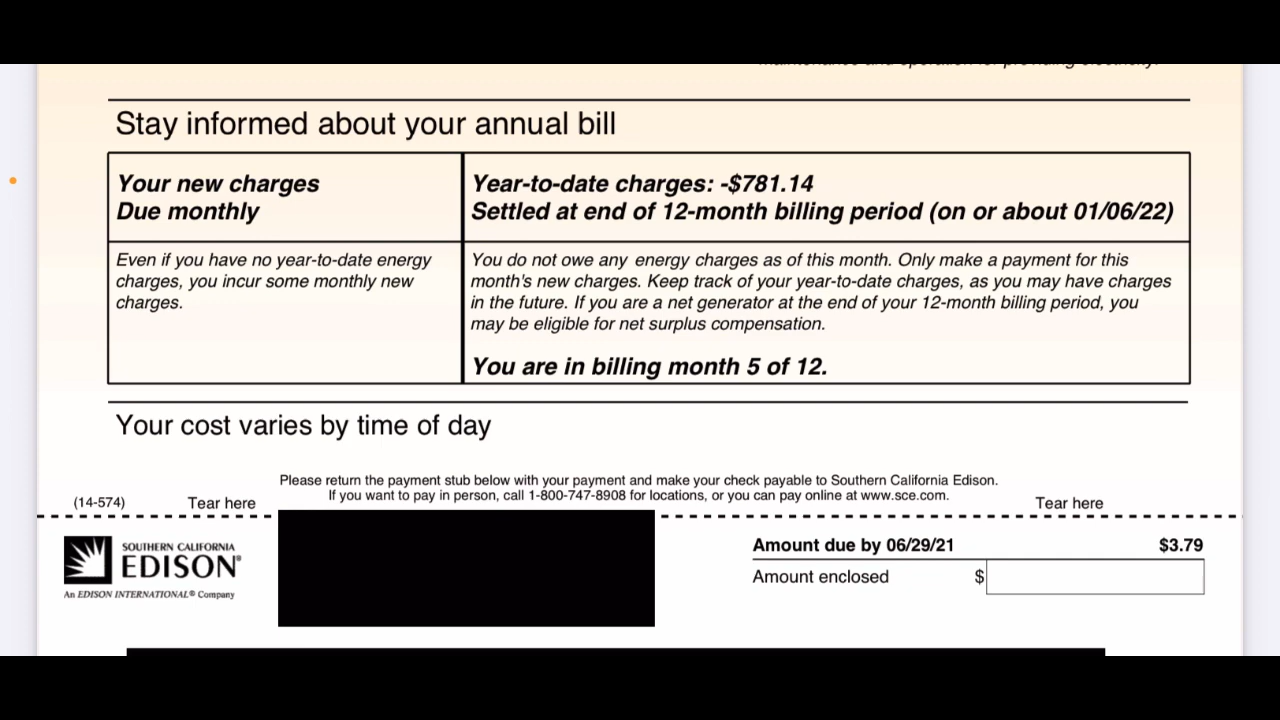 Stay informed about your annual bill
Your new charges
Due monthly
Year-to-date charges: -$781.14
Settled at end of 12-month billing period (on or about 01/06/22)
Even if you have no year-to-date energy
charges, you incur some monthly new
charges.
You do not owe any energy charges as of this month. Only make a payment for this
month's new charges. Keep track of your year-to-date charges, as you may have charges
in the future. If you are a net generator at the end of your 12-month billing period, you
may be eligible for net surplus compensation.
You are in billing month 5 of 12.
Your cost varies by time of day
Please return the payment stub below with your payment and make your check payable to Southern California Edison.
If you want to pay in person, call 1-800-747-8908 for locations, or you can pay online at www.sce.com.
(14-574) Tear here Tear here
SOUTHERN CALIFORNIA
EDISON®
An EDISON INTERNATIONAL® Company
Amount due by 06/29/21 $3.79
Amount enclosed $